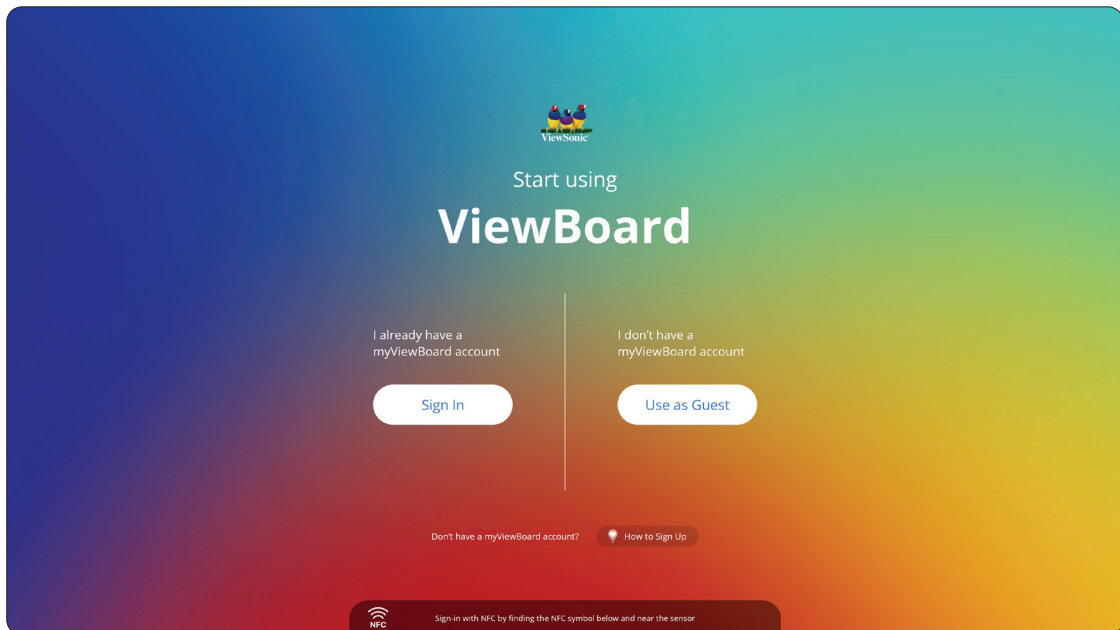 ViewSonic
Start using
ViewBoard
I already have a
myViewBoard account
Sign In
I don't have a
myViewBoard account
Use as Guest
Don't have a myViewBoard account?
How to Sign Up
NFC
Sign-in with NFC by finding the NFC symbol below and near the sensor